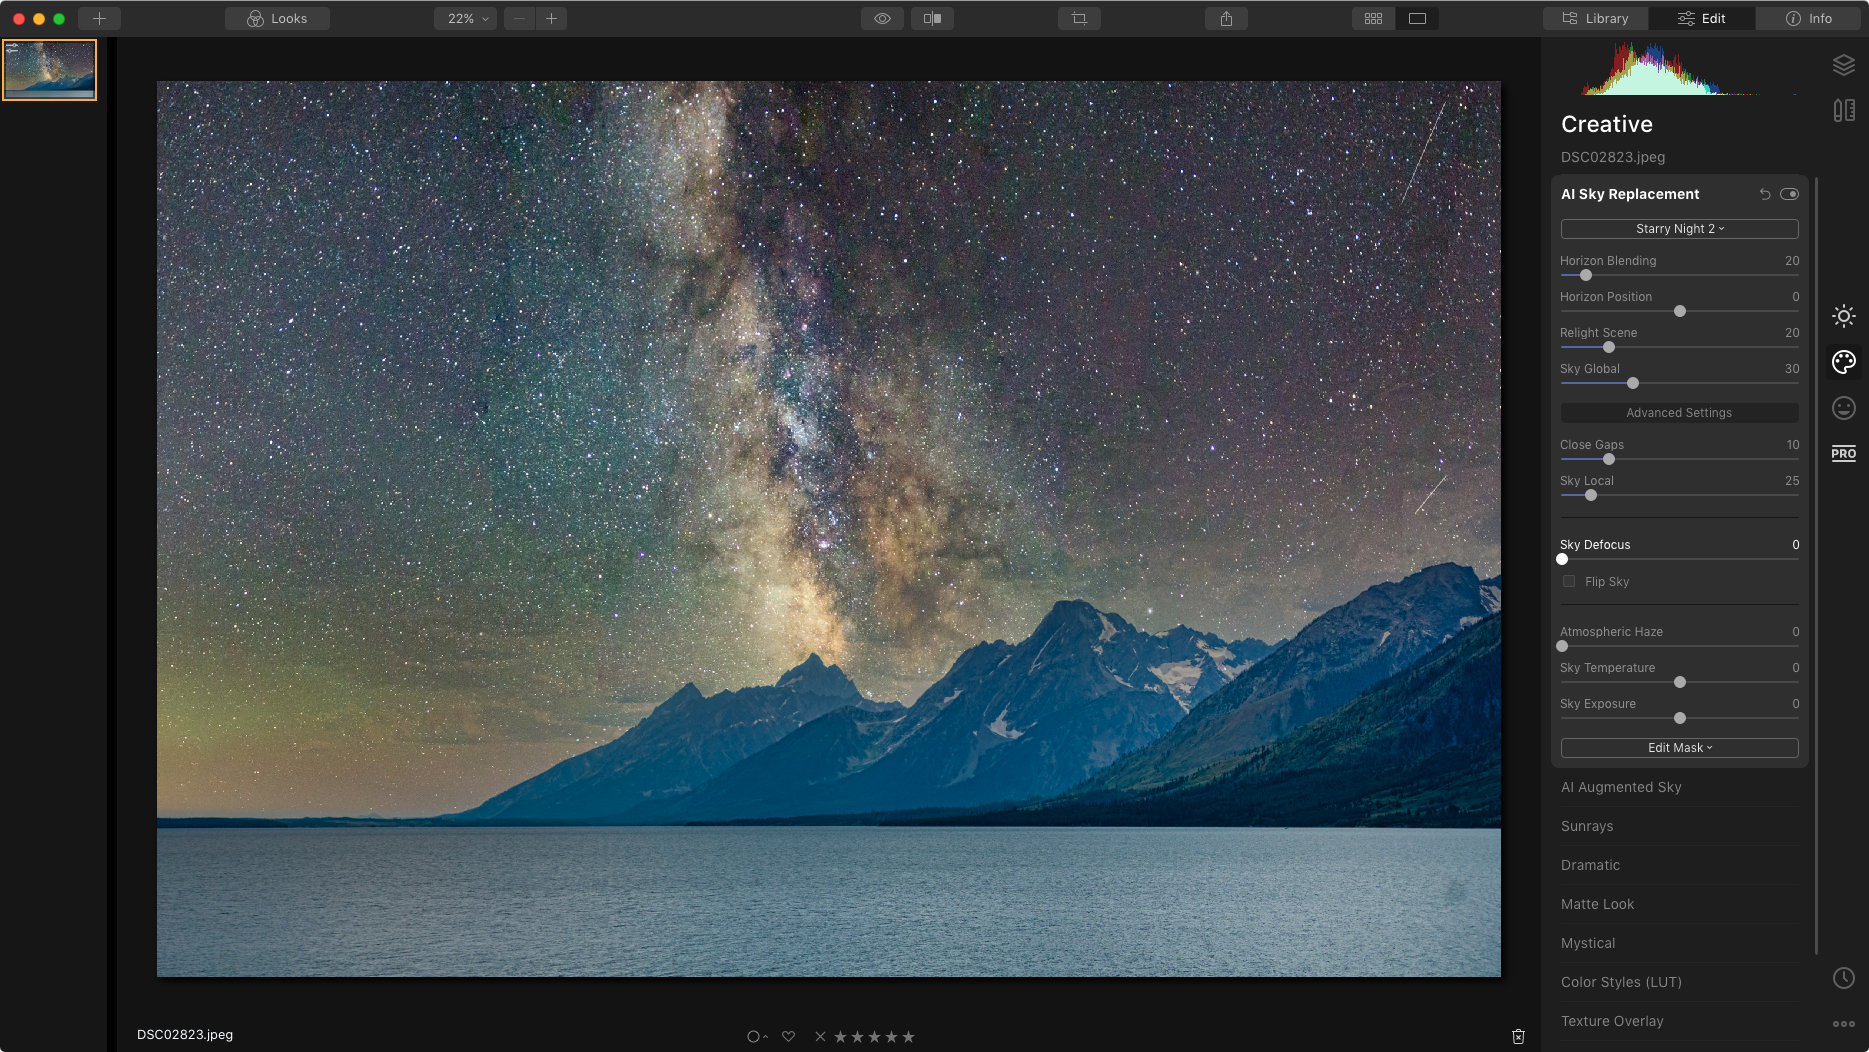 Looks
22%
Library
Edit
Info
Creative
DSC02823.jpeg
AI Sky Replacement
Starry Night 2
Horizon Blending 20
Horizon Position 0
Relight Scene 20
Sky Global 30
Advanced Settings
Close Gaps 10
Sky Local 25
Sky Defocus 0
Flip Sky
Atmospheric Haze 0
Sky Temperature 0
Sky Exposure 0
Edit Mask
PRO
AI Augmented Sky
Sunrays
Dramatic
Matte Look
Mystical
Color Styles (LUT)
Texture Overlay
DSC02823.jpeg